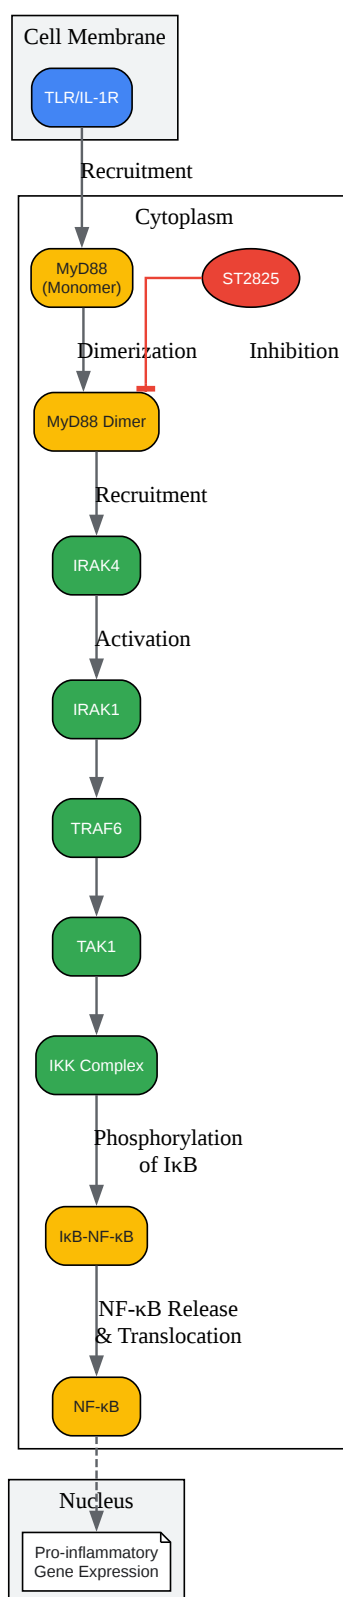 Cell Membrane
TLR/IL-1R
Recruitment
Cytoplasm
MyD88
(Monomer)
ST2825
Dimerization
Inhibition
MyD88 Dimer
Recruitment
IRAK4
Activation
IRAK1
TRAF6
TAK1
IKK Complex
Phosphorylation
of IκB
IκB-NF-κB
NF-κB Release
& Translocation
NF-κB
Nucleus
Pro-inflammatory
Gene Expression